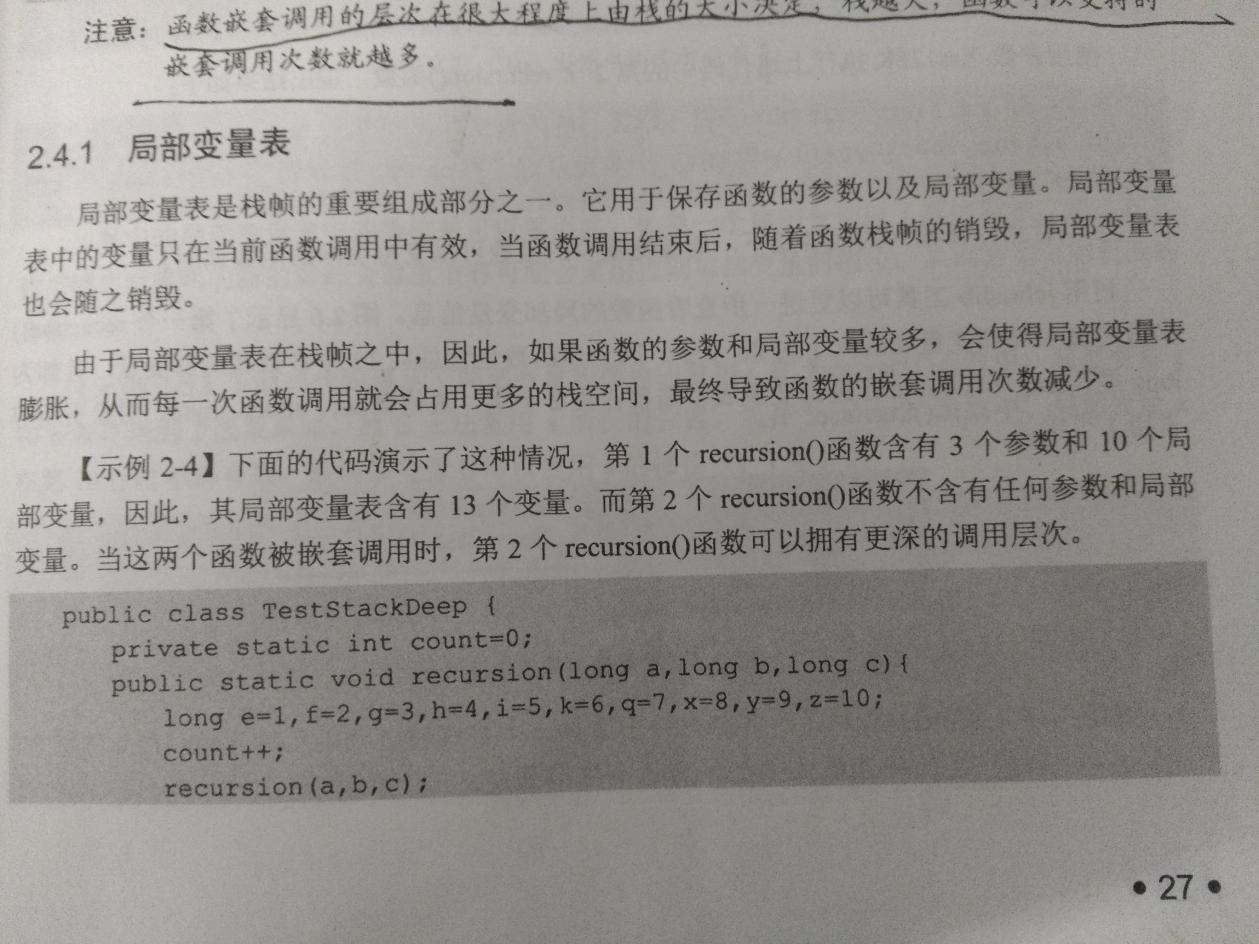 注意：函数嵌套调用的层次在很大程度上由栈的大小决定，栈越大，函数可以支持的
嵌套调用次数就越多。
2.4.1 局部变量表
局部变量表是栈帧的重要组成部分之一。它用于保存函数的参数以及局部变量。局部变量
表中的变量只在当前函数调用中有效，当函数调用结束后，随着函数栈帧的销毁，局部变量表
也会随之销毁。
由于局部变量表在栈帧之中，因此，如果函数的参数和局部变量较多，会使得局部变量表
膨胀，从而每一次函数调用就会占用更多的栈空间，最终导致函数的嵌套调用次数减少。
【示例 2-4】下面的代码演示了这种情况，第 1 个 recursion()函数含有 3 个参数和 10 个局
部变量，因此，其局部变量表含有 13 个变量。而第 2 个 recursion()函数不含有任何参数和局部
变量。当这两个函数被嵌套调用时，第 2 个 recursion()函数可以拥有更深的调用层次。
public class TestStackDeep {
private static int count=0;
public static void recursion(long a,long b,long c){
long e=1,f=2,g=3,h=4,i=5,k=6,q=7,x=8,y=9,z=10;
count++;
recursion(a,b,c);
• 27 •